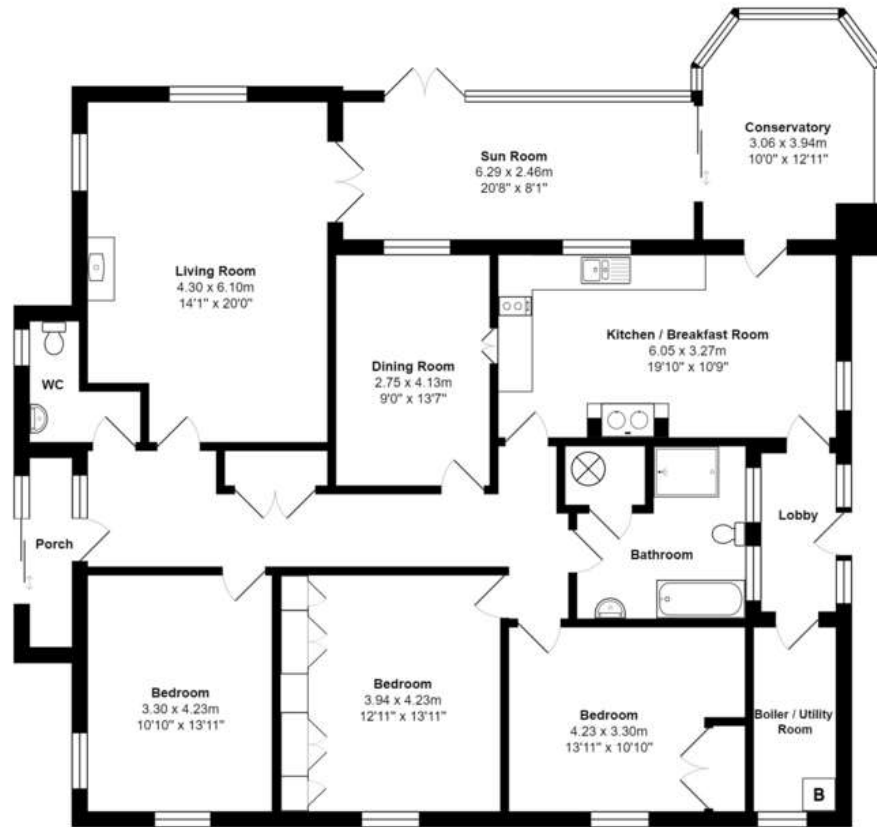 Conservatory
3.06 x 3.94m
10'0" x 12'11"
Sun Room
6.29 x 2.46m
20'8" x 8'1"
Living Room
4.30 x 6.10m
14'1" x 20'0"
Kitchen / Breakfast Room
6.05 x 3.27m
19'10" x 10'9"
Dining Room
2.75 x 4.13m
9'0" x 13'7"
WC
Porch
Lobby
Bathroom
Bedroom
3.30 x 4.23m
10'10" x 13'11"
Bedroom
3.94 x 4.23m
12'11" x 13'11"
Bedroom
4.23 x 3.30m
13'11" x 10'10"
Boiler / Utility
Room
B